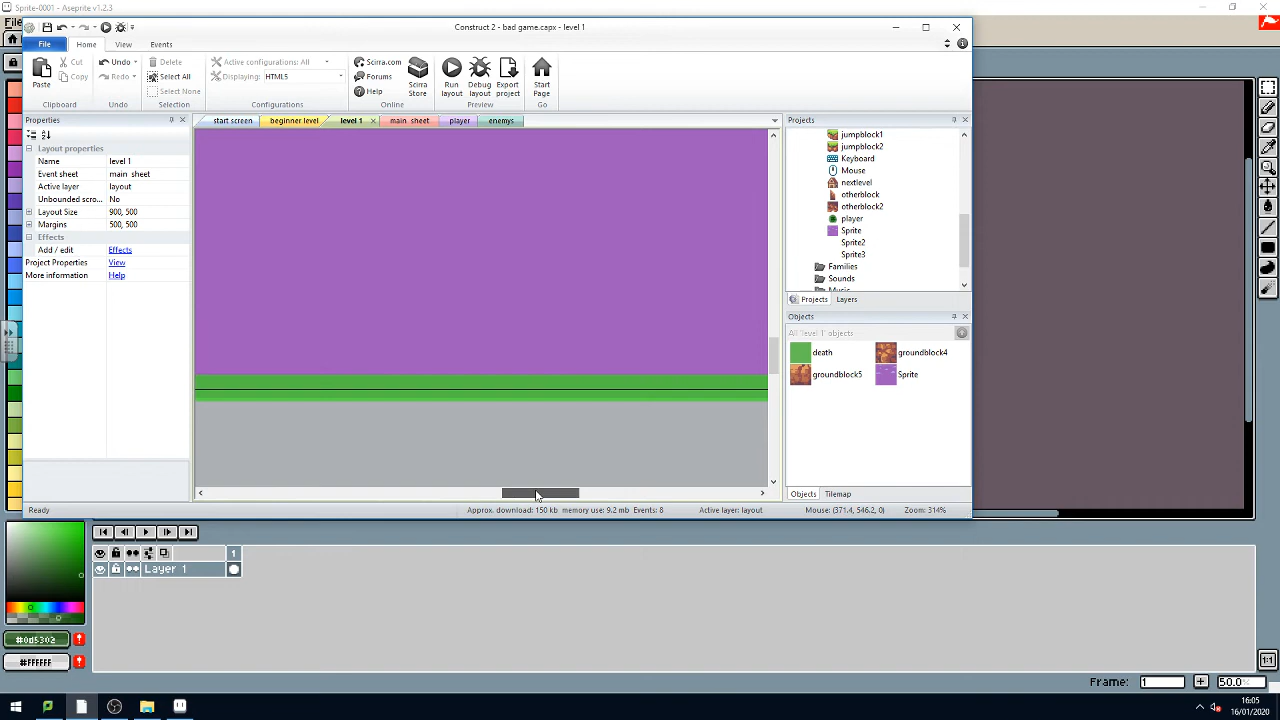 Sprite-0001 - Aseprite v1.2.3
File
Construct 2 - bad game.capx - level 1
File Home View Events
Paste Cut Copy
Clipboard
Undo Redo
Undo
Delete Select All Select None
Selection
Active configurations: All
Displaying: HTML5
Configurations
Scirra.com Forums Help
Scirra Store
Online
Run layout Debug layout Export project
Preview
Start Page
Go
Properties
start screen beginner level level 1 main sheet player enemys
Projects
Layout properties
Name level 1
Event sheet main sheet
Active layer layout
Unbounded scro... No
Layout Size 900, 500
Margins 500, 500
Effects
Add / edit Effects
Project Properties View
More information Help
jumpblock1
jumpblock2
Keyboard
Mouse
nextlevel
otherblock
otherblock2
player
Sprite
Sprite2
Sprite3
Families
Sounds
Music
Projects Layers
Objects
All 'level 1' objects
death groundblock4
groundblock5 Sprite
Objects Tilemap
Ready Approx. download: 150 kb memory use: 9.2 mb Events: 8 Active layer: layout Mouse: (371.4, 546.2, 0) Zoom: 314%
1
Layer 1
#0d5302
#FFFFFF
1:1
Frame: 1 + 50.0%
16:05
16/01/2020